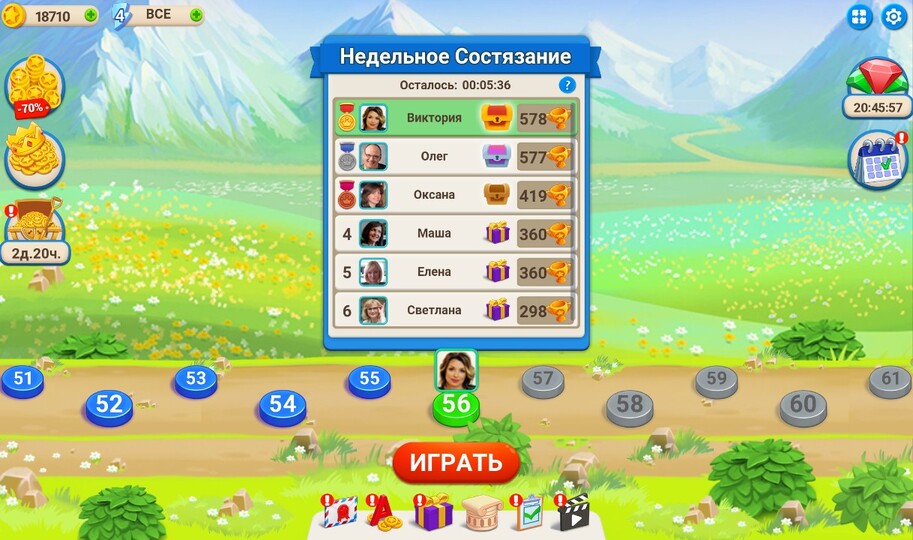 18710
4
ВСЕ
Недельное Состязание
Осталось: 00:05:36
?
Виктория 578
Олег 577
Оксана 419
4 Маша 360
5 Елена 360
6 Светлана 298
-70%
!
2д.20ч.
20:45:57
!
51
52
53
54
55
56
57
58
59
60
61
ИГРАТЬ
! ! ! ! !